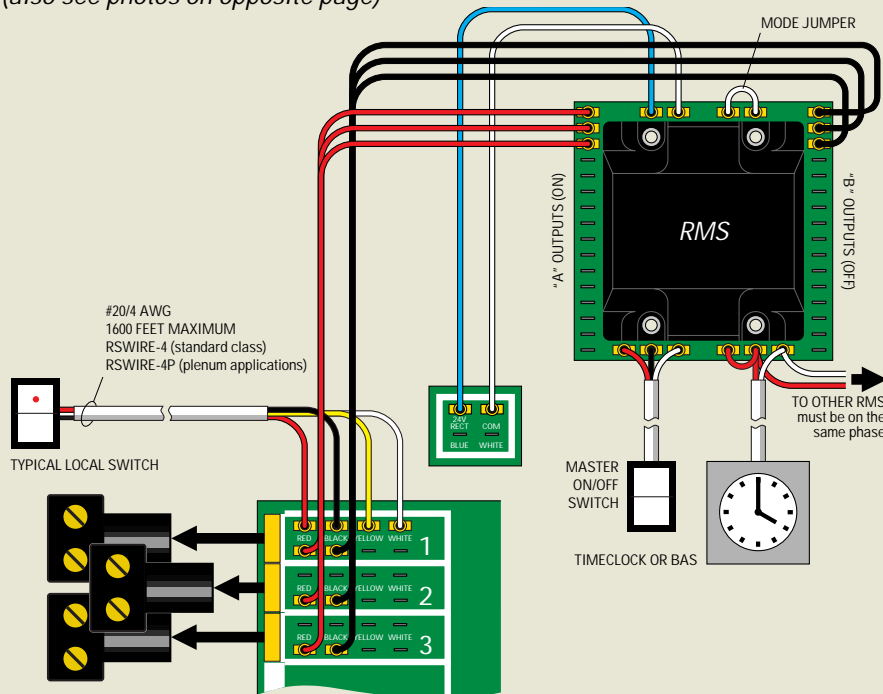 (also see photos on opposite page)
MODE JUMPER
"A" OUTPUTS (ON)
RMS
"B" OUTPUTS (OFF)
#20/4 AWG
1600 FEET MAXIMUM
RSWIRE-4 (standard class)
RSWIRE-4P (plenum applications)
TYPICAL LOCAL SWITCH
24V
RECT COM
BLUE WHITE
TO OTHER RMS
must be on the
same phase
MASTER
ON/OFF
SWITCH
TIMECLOCK OR BAS
RED BLACK YELLOW WHITE 1
RED BLACK YELLOW WHITE 2
RED BLACK YELLOW WHITE 3